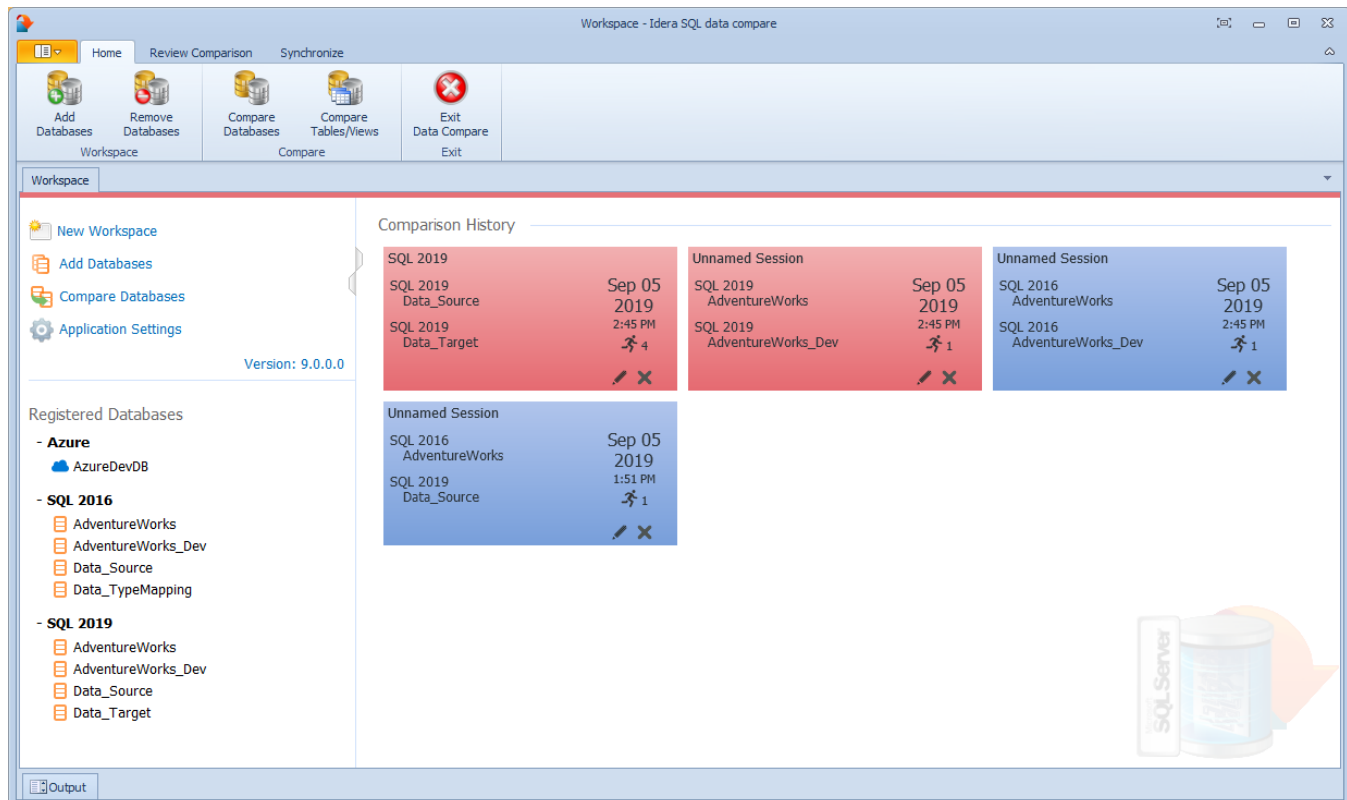 Workspace - Idera SQL data compare
Home Review Comparison Synchronize
Add Databases
Remove Databases
Compare Databases
Compare Tables/Views
Exit Data Compare
Workspace
Compare
Exit
Workspace
New Workspace
Add Databases
Compare Databases
Application Settings
Version: 9.0.0.0
Registered Databases
- Azure
AzureDevDB
- SQL 2016
AdventureWorks
AdventureWorks_Dev
Data_Source
Data_TypeMapping
- SQL 2019
AdventureWorks
AdventureWorks_Dev
Data_Source
Data_Target
Comparison History
SQL 2019
SQL 2019
Data_Source
SQL 2019
Data_Target
Sep 05
2019
2:45 PM
4
Unnamed Session
SQL 2019
AdventureWorks
SQL 2019
AdventureWorks_Dev
Sep 05
2019
2:45 PM
1
Unnamed Session
SQL 2016
AdventureWorks
SQL 2016
AdventureWorks_Dev
Sep 05
2019
2:45 PM
1
Unnamed Session
SQL 2016
AdventureWorks
SQL 2019
Data_Source
Sep 05
2019
1:51 PM
1
SQL Server
Output